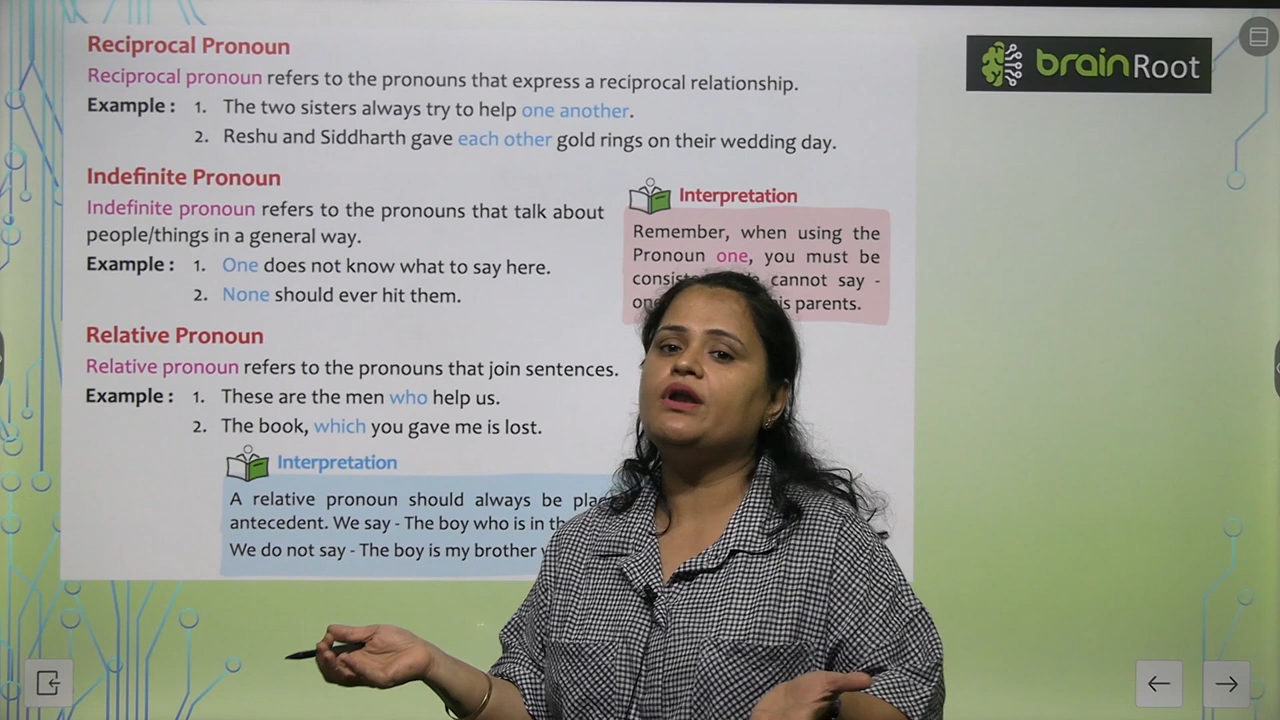 Reciprocal Pronoun
Reciprocal pronoun refers to the pronouns that express a reciprocal relationship.
Example : 1. The two sisters always try to help one another.
2. Reshu and Siddharth gave each other gold rings on their wedding day.
Indefinite Pronoun
Indefinite pronoun refers to the pronouns that talk about
people/things in a general way.
Example : 1. One does not know what to say here.
2. None should ever hit them.
Interpretation
Remember, when using the
Pronoun one, you must be
cannot say -
parents.
Relative Pronoun
Relative pronoun refers to the pronouns that join sentences.
Example : 1. These are the men who help us.
2. The book, which you gave me is lost.
Interpretation
A relative pronoun should always be
antecedent. We say - The boy who is in
We do not say - The boy is my brother
brainRoot